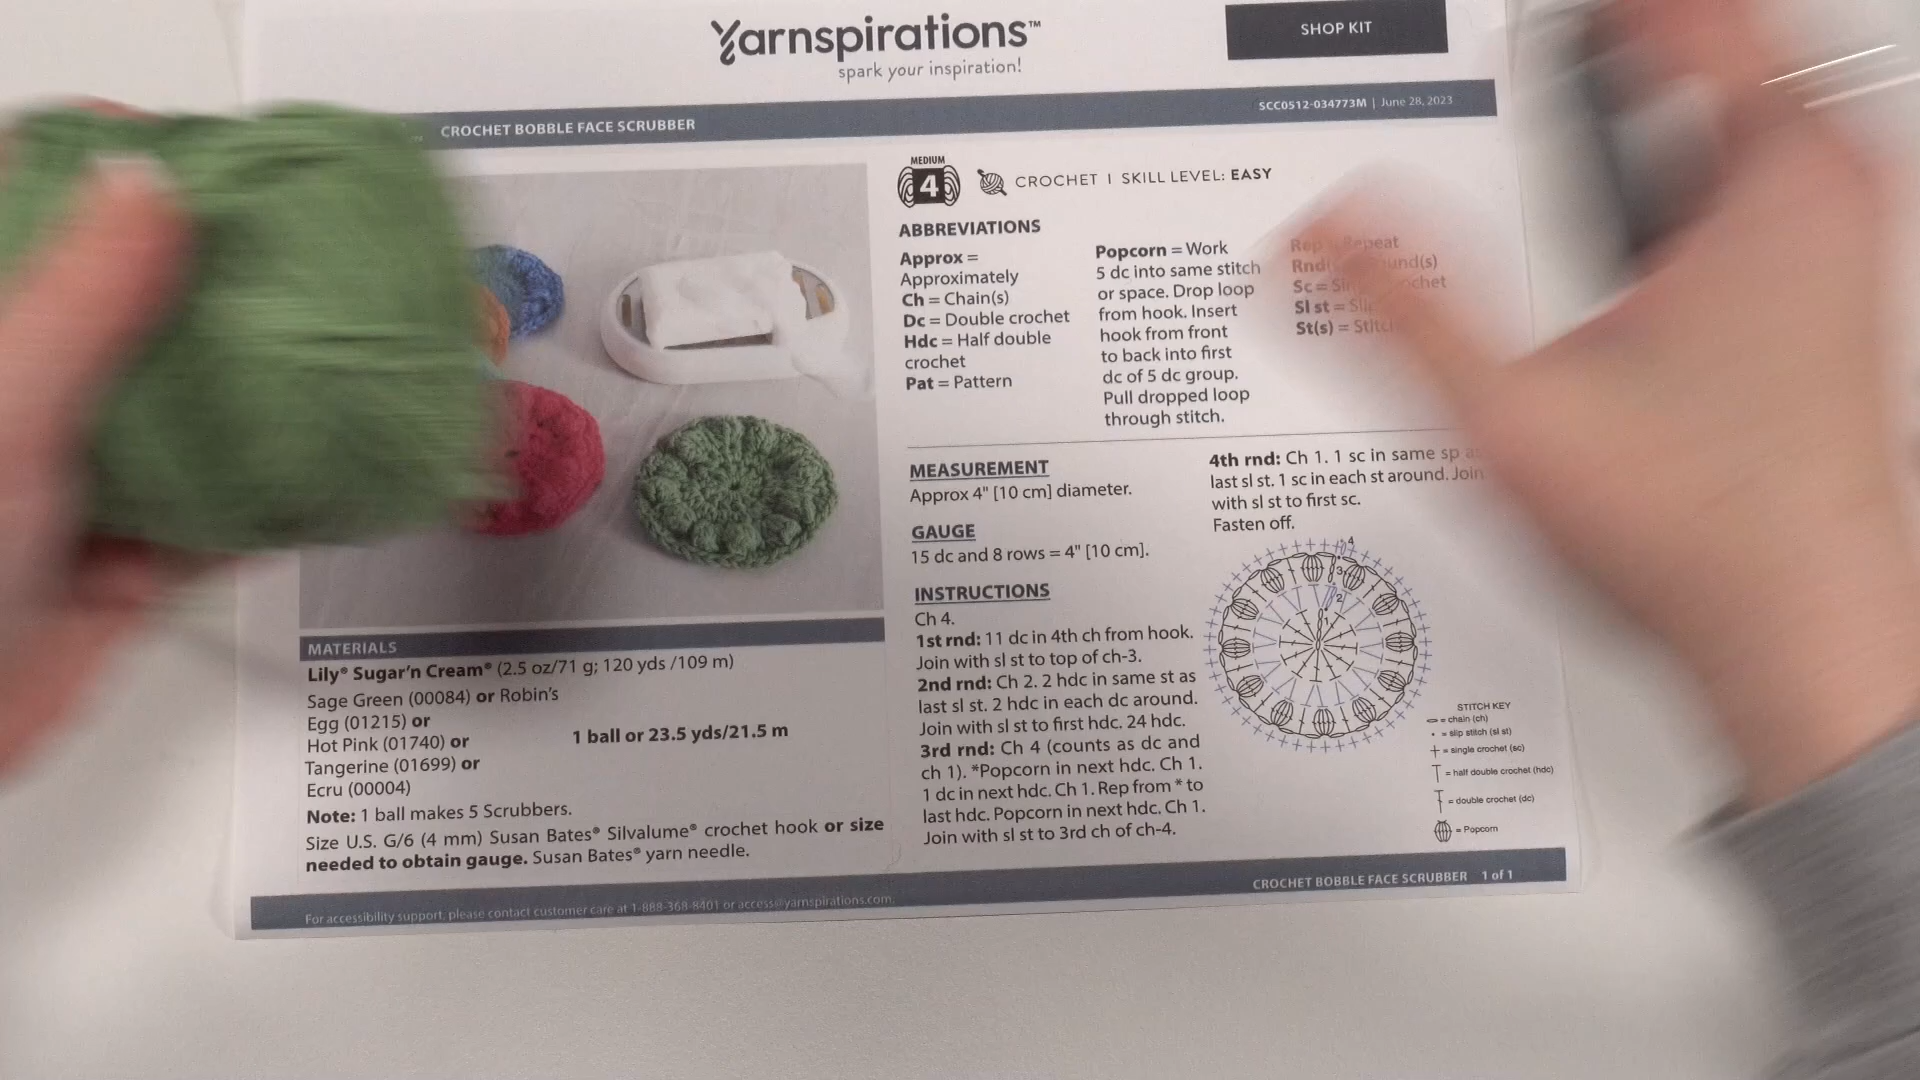 Yarnspirations™
spark your inspiration!
SHOP KIT
CROCHET BOBBLE FACE SCRUBBER
SCC0512-034773M | June 28, 2023
MEDIUM
4
CROCHET | SKILL LEVEL: EASY
ABBREVIATIONS
Approx =
Approximately
Ch = Chain(s)
Dc = Double crochet
Hdc = Half double
crochet
Pat = Pattern
Popcorn = Work
5 dc into same stitch
or space. Drop loop
from hook. Insert
hook from front
to back into first
dc of 5 dc group.
Pull dropped loop
through stitch.
Rep = Repeat
Sl st =
St(s) =
MEASUREMENT
Approx 4" [10 cm] diameter.
GAUGE
15 dc and 8 rows = 4" [10 cm].
INSTRUCTIONS
Ch 4.
1st rnd: 11 dc in 4th ch from hook.
Join with sl st to top of ch-3.
2nd rnd: Ch 2. 2 hdc in same st as
last sl st. 2 hdc in each dc around.
Join with sl st to first hdc. 24 hdc.
3rd rnd: Ch 4 (counts as dc and
ch 1). *Popcorn in next hdc. Ch 1.
1 dc in next hdc. Ch 1. Rep from * to
last hdc. Popcorn in next hdc. Ch 1.
Join with sl st to 3rd ch of ch-4.
4th rnd: Ch 1. 1 sc in same sp as
last sl st. 1 sc in each st around. Join
with sl st to first sc.
Fasten off.
4
3
2
1
STITCH KEY
= chain (ch)
= slip stitch (sl st)
= single crochet (sc)
= half double crochet (hdc)
= double crochet (dc)
= Popcorn
MATERIALS
Lily® Sugar'n Cream® (2.5 oz/71 g; 120 yds /109 m)
Sage Green (00084) or Robin's
Egg (01215) or
Hot Pink (01740) or
Tangerine (01699) or
Ecru (00004)
1 ball or 23.5 yds/21.5 m
Note: 1 ball makes 5 Scrubbers.
Size U.S. G/6 (4 mm) Susan Bates® Silvalume® crochet hook or size
needed to obtain gauge. Susan Bates® yarn needle.
For accessibility support, please contact customer care at 1-888-368-8401 or access@yarnspirations.com.
CROCHET BOBBLE FACE SCRUBBER 1 of 1